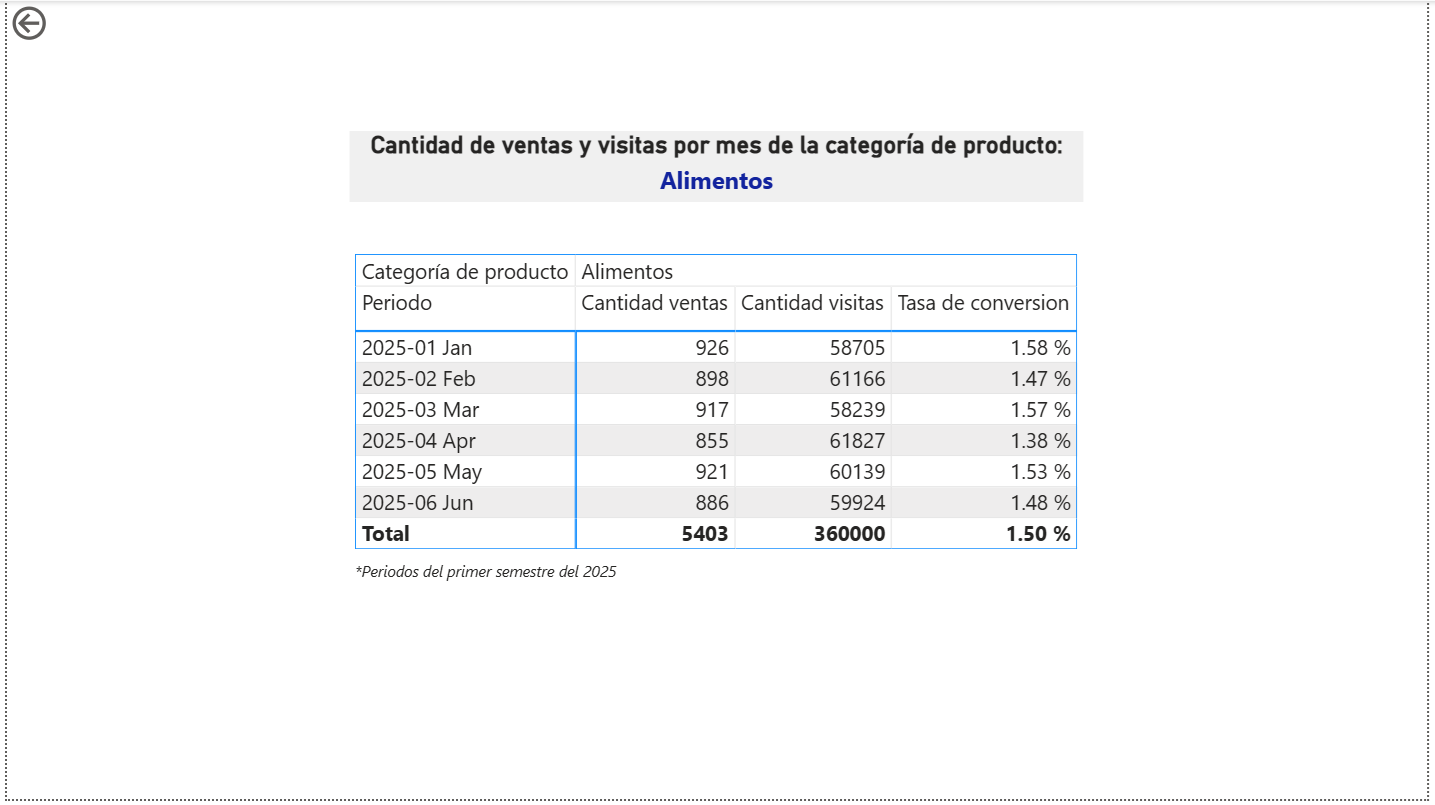 Cantidad de ventas y visitas por mes de la categoría de producto:
Alimentos
Categoría de producto Alimentos
Periodo Cantidad ventas Cantidad visitas Tasa de conversion
2025-01 Jan 926 58705 1.58 %
2025-02 Feb 898 61166 1.47 %
2025-03 Mar 917 58239 1.57 %
2025-04 Apr 855 61827 1.38 %
2025-05 May 921 60139 1.53 %
2025-06 Jun 886 59924 1.48 %
Total 5403 360000 1.50 %
*Periodos del primer semestre del 2025